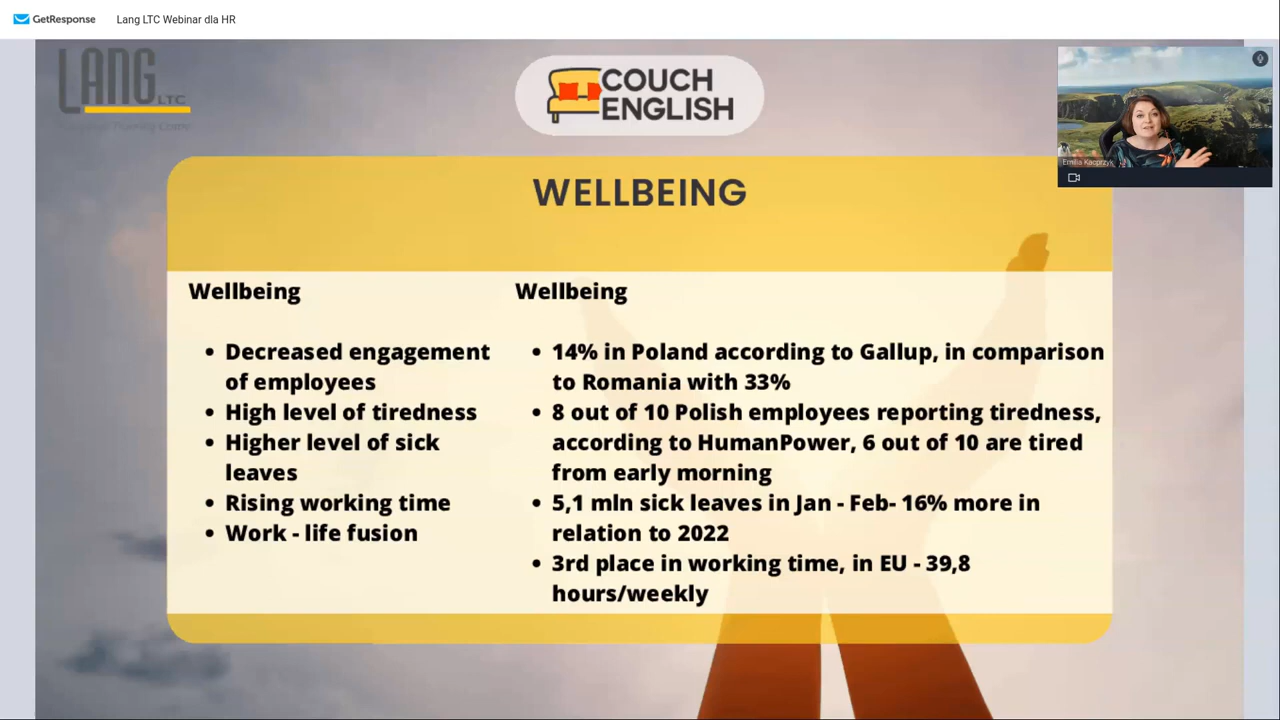 GetResponse Lang LTC Webinar dla HR
LANG LTC
COUCH
ENGLISH
Emilia Kacprzyk
WELLBEING
Wellbeing
• Decreased engagement
of employees
• High level of tiredness
• Higher level of sick
leaves
• Rising working time
• Work - life fusion
Wellbeing
• 14% in Poland according to Gallup, in comparison
to Romania with 33%
• 8 out of 10 Polish employees reporting tiredness,
according to HumanPower, 6 out of 10 are tired
from early morning
• 5,1 mln sick leaves in Jan - Feb- 16% more in
relation to 2022
• 3rd place in working time, in EU - 39,8
hours/weekly